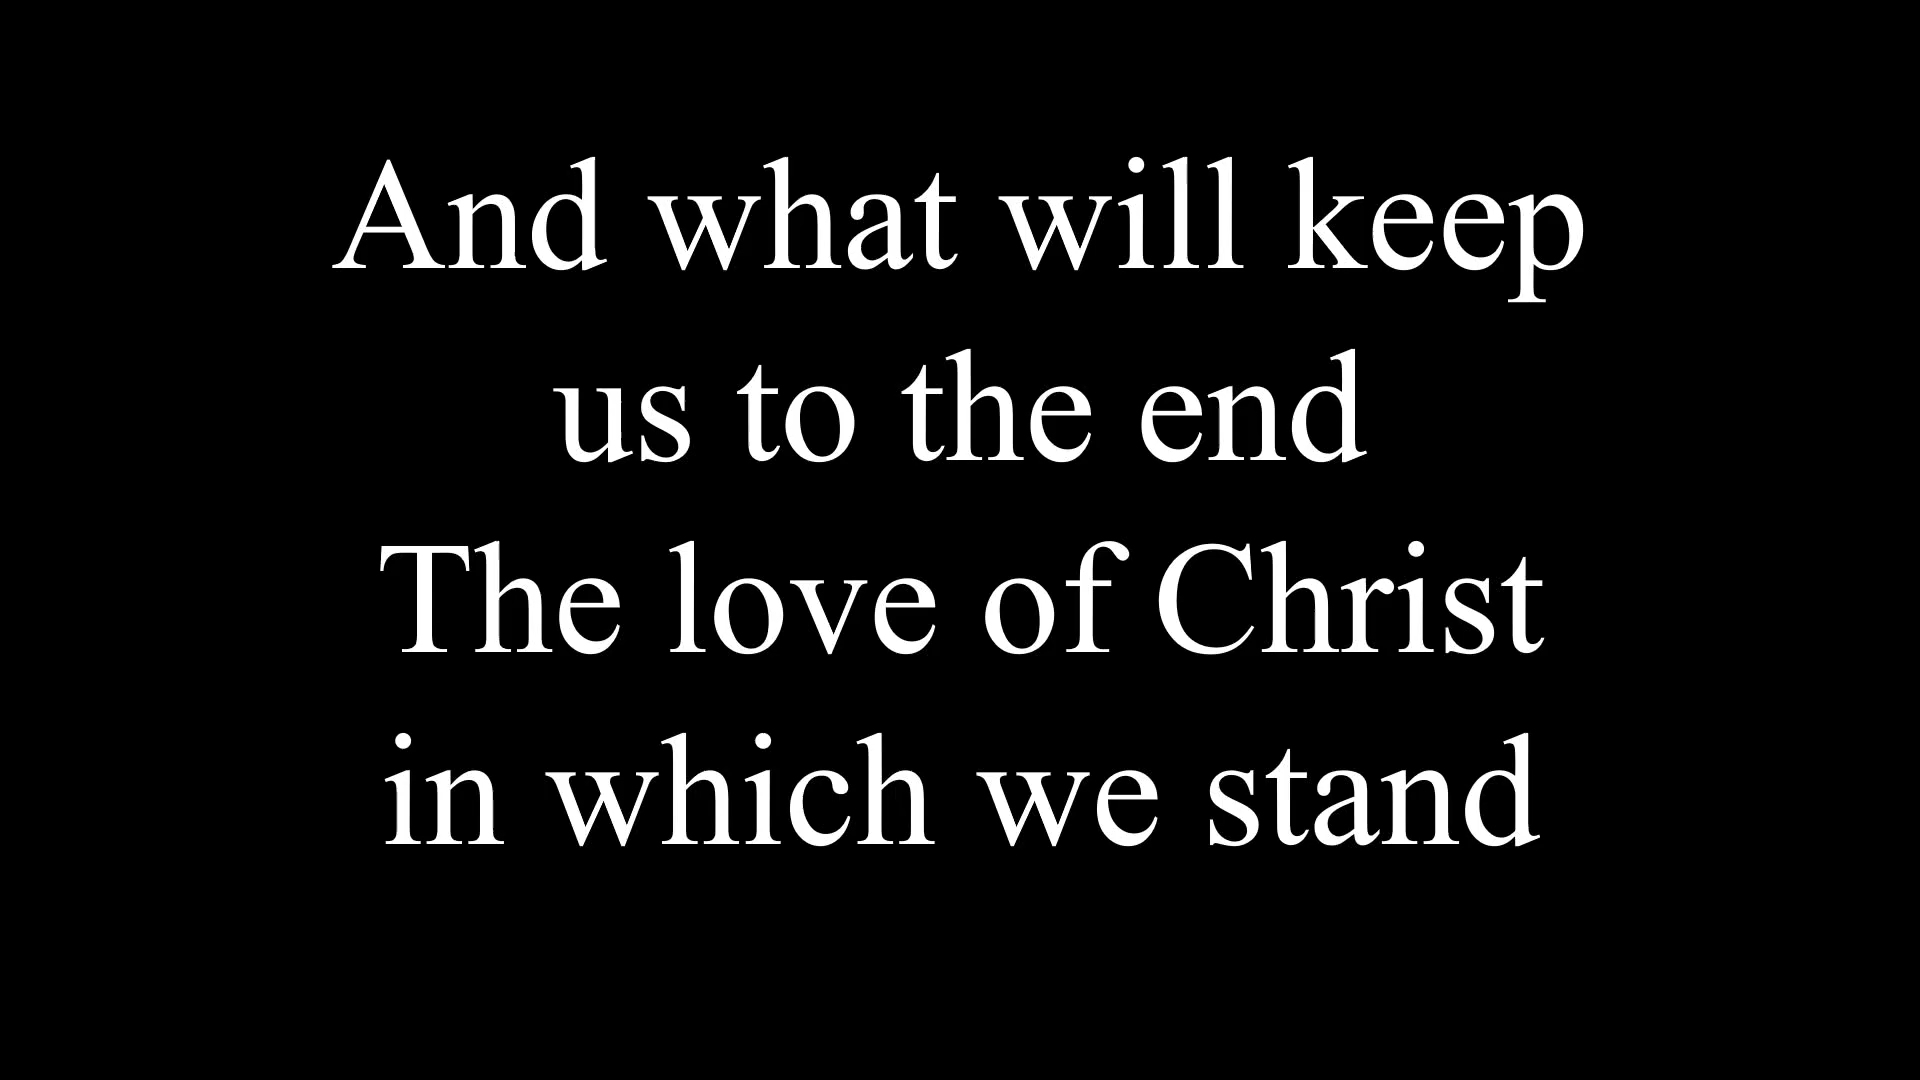 And what will keep
us to the end
The love of Christ
in which we stand